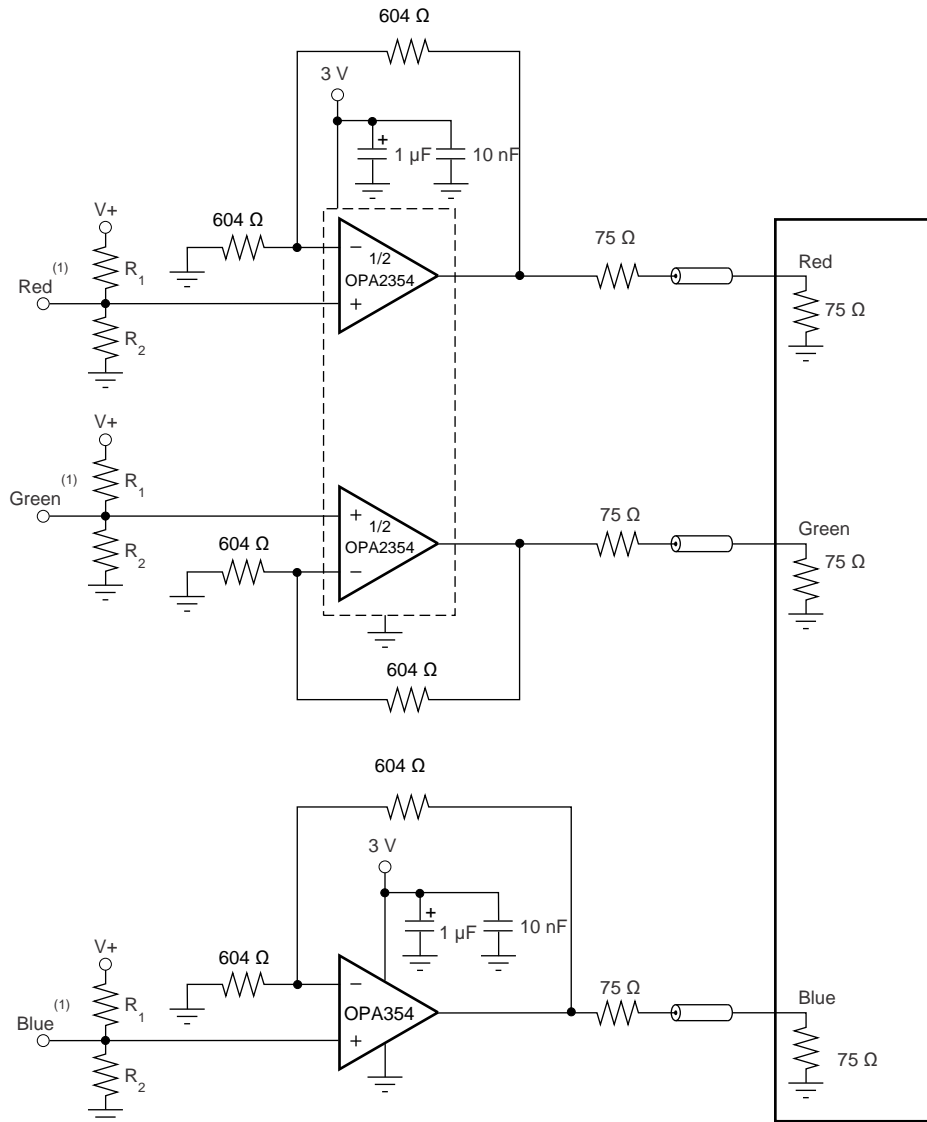 604 Ω
3 V
+
1 µF
10 nF
604 Ω
V+
R1
Red (1)
R2
−
1/2
OPA2354
+
75 Ω
Red
75 Ω
V+
R1
Green (1)
R2
+
1/2
OPA2354
−
604 Ω
75 Ω
Green
75 Ω
604 Ω
604 Ω
3 V
+
1 µF
10 nF
604 Ω
V+
R1
Blue (1)
R2
−
OPA354
+
75 Ω
Blue
75 Ω